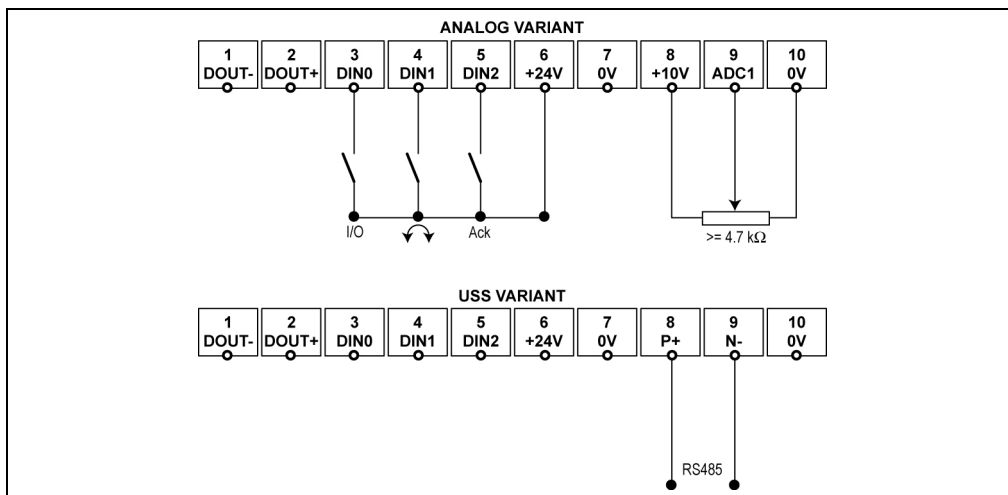 ANALOG VARIANT
1 2 3 4 5 6 7 8 9 10
DOUT- DOUT+ DIN0 DIN1 DIN2 +24V 0V +10V ADC1 0V
I/O Ack >= 4.7 kΩ
USS VARIANT
1 2 3 4 5 6 7 8 9 10
DOUT- DOUT+ DIN0 DIN1 DIN2 +24V 0V P+ N- 0V
RS485